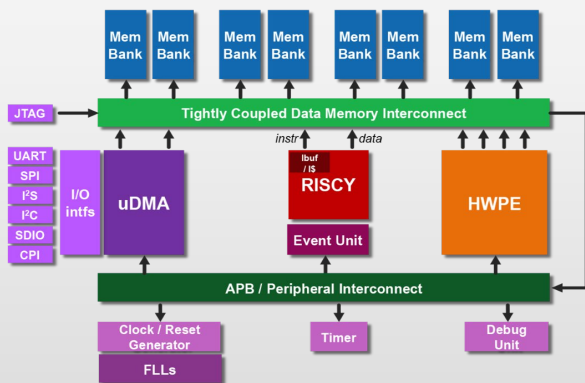 Mem
Bank
Mem
Bank
Mem
Bank
Mem
Bank
Mem
Bank
Mem
Bank
Mem
Bank
Mem
Bank
JTAG
Tightly Coupled Data Memory Interconnect
instr
data
UART
SPI
I²S
I²C
SDIO
CPI
I/O
intfs
uDMA
Ibuf
/ I$
RISCY
Event Unit
HWPE
APB / Peripheral Interconnect
Clock / Reset
Generator
FLLs
Timer
Debug
Unit